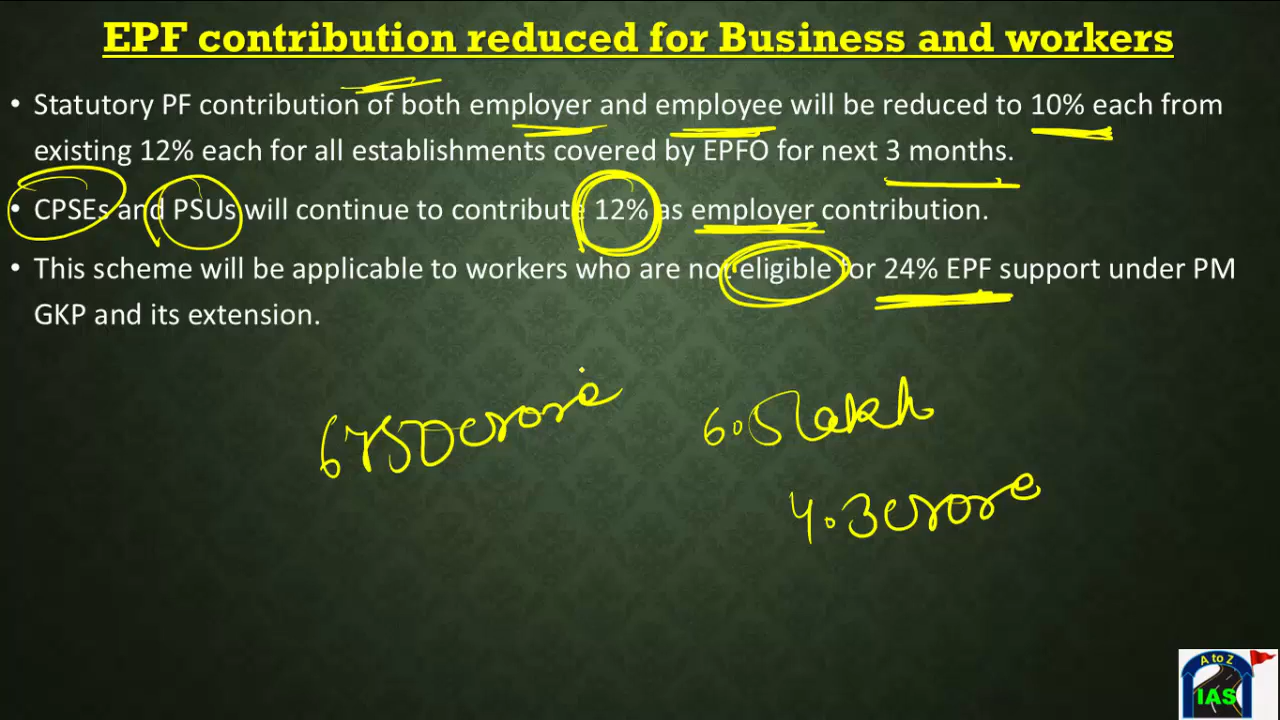 EPF contribution reduced for Business and workers
• Statutory PF contribution of both employer and employee will be reduced to 10% each from
existing 12% each for all establishments covered by EPFO for next 3 months.
• CPSEs and PSUs will continue to contribute 12% as employer contribution.
• This scheme will be applicable to workers who are not eligible for 24% EPF support under PM
GKP and its extension.
6750 crore
6.5 lakh
4.3 crore
A to Z
IAS